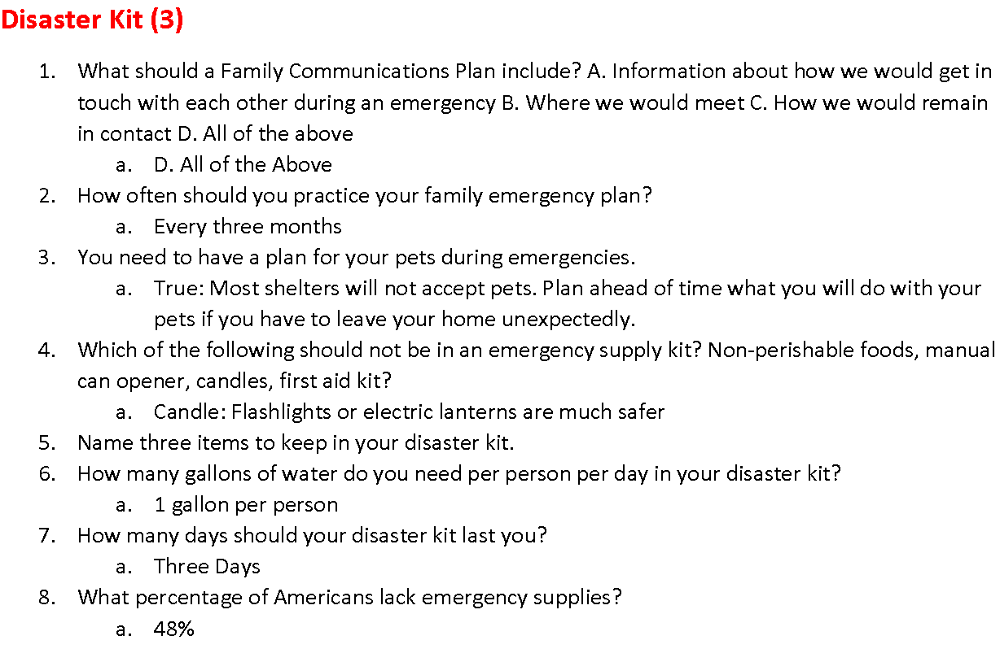 Disaster Kit (3)
1. What should a Family Communications Plan include? A. Information about how we would get in
touch with each other during an emergency B. Where we would meet C. How we would remain
in contact D. All of the above
a. D. All of the Above
2. How often should you practice your family emergency plan?
a. Every three months
3. You need to have a plan for your pets during emergencies.
a. True: Most shelters will not accept pets. Plan ahead of time what you will do with your
pets if you have to leave your home unexpectedly.
4. Which of the following should not be in an emergency supply kit? Non-perishable foods, manual
can opener, candles, first aid kit?
a. Candle: Flashlights or electric lanterns are much safer
5. Name three items to keep in your disaster kit.
6. How many gallons of water do you need per person per day in your disaster kit?
a. 1 gallon per person
7. How many days should your disaster kit last you?
a. Three Days
8. What percentage of Americans lack emergency supplies?
a. 48%